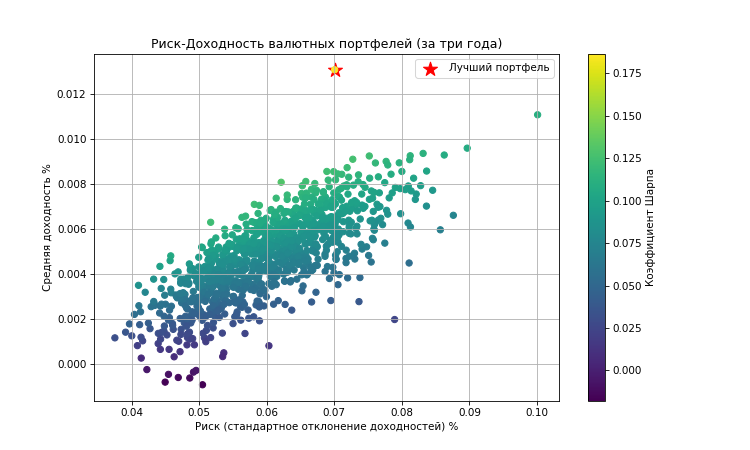 Риск-Доходность валютных портфелей (за три года)
Лучший портфель
Средняя доходность %
0.012
0.010
0.008
0.006
0.004
0.002
0.000
0.04 0.05 0.06 0.07 0.08 0.09 0.10
Риск (стандартное отклонение доходностей) %
0.175
0.150
0.125
0.100
0.075
0.050
0.025
0.000
Коэффициент Шарпа